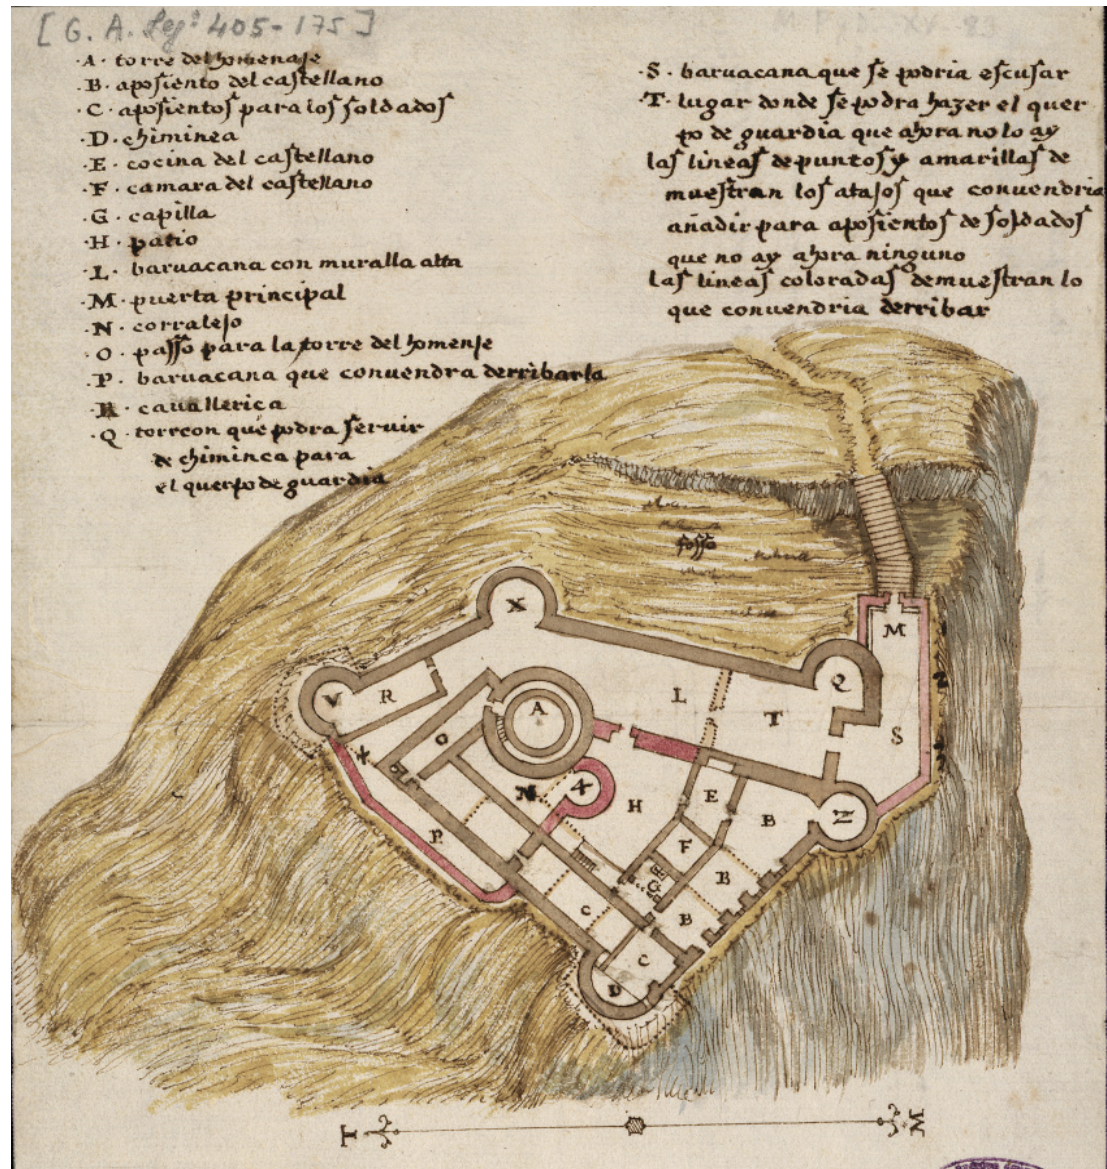 [G. A. Leg.º 405-175]
·A· torre del homenaje
·B· aposiento del castellano
·C· aposientos para los soldados
·D· chiminea
·E· cocina del castellano
·F· camara del castellano
·G· capilla
·H· patio
·L· baruacana con muralla alta
·M· puerta principal
·N· corralejo
·O· passo para la torre del homenje
·P· baruacana que conuendra derribarla
·R· cauallerica
·Q· torreon que podra seruir
de chiminea para
el querpo de guardia
·S· baruacana que se podria escusar
·T· lugar donde se podra hazer el quer
po de guardia que ahora no lo ay
las lineas de puntos y amarillas de
muestran los atajos que conuendria
añadir para aposientos de soldados
que no ay ahora ninguno
las lineas coloradas demuestran lo
que conuendria derribar
fosso
X
M
V
R
Q
L
A
T
S
O
N
X
H
E
B
Z
P
F
B
G
C
B
C
D
T
M